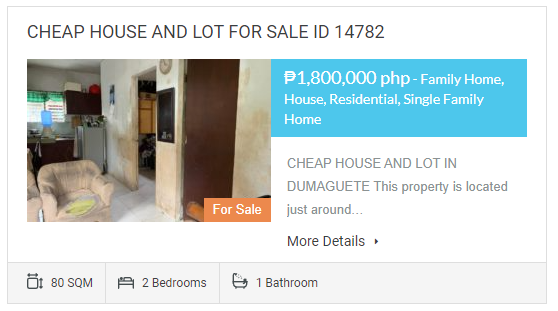 CHEAP HOUSE AND LOT FOR SALE ID 14782
₱1,800,000 php - Family Home,
House, Residential, Single Family
Home
For Sale
CHEAP HOUSE AND LOT IN
DUMAGUETE This property is located
just around...
More Details
80 SQM
2 Bedrooms
1 Bathroom